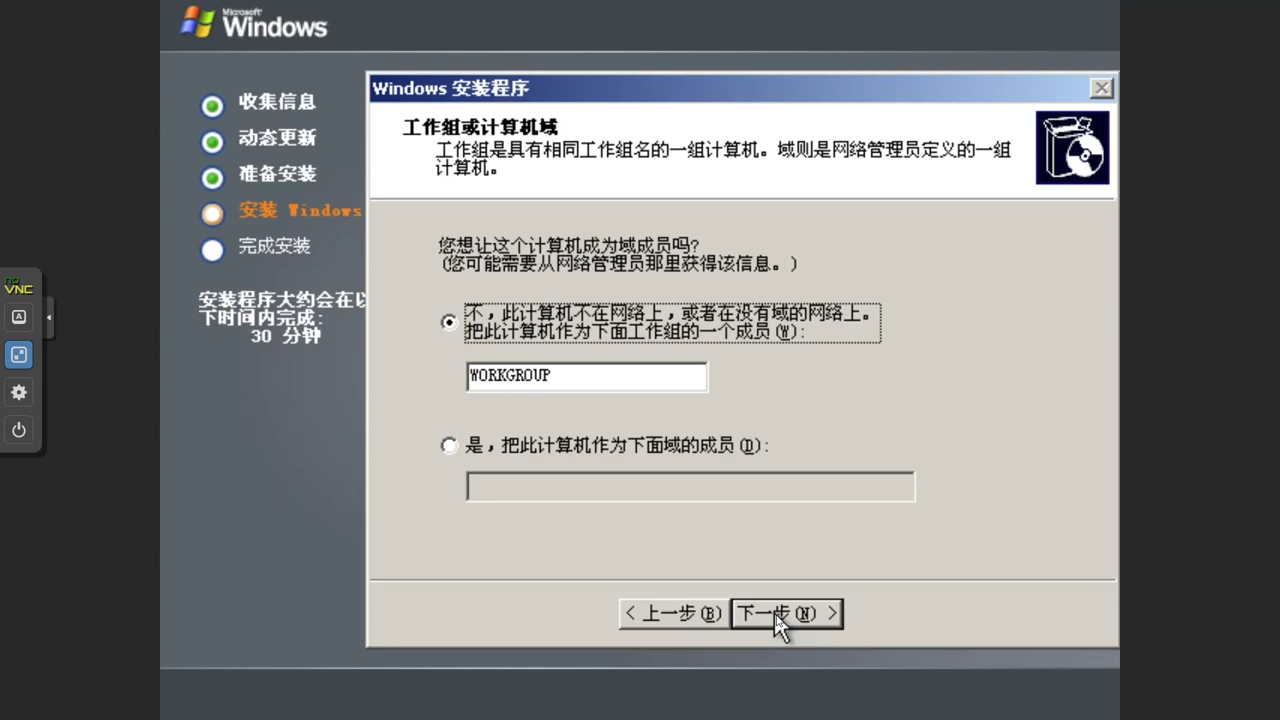 Microsoft
Windows
收集信息
动态更新
准备安装
安装 Windows
完成安装
安装程序大约会在以
下时间内完成:
30 分钟
Windows 安装程序
工作组或计算机域
工作组是具有相同工作组名的一组计算机。域则是网络管理员定义的一组
计算机。
您想让这个计算机成为域成员吗?
(您可能需要从网络管理员那里获得该信息。)
不，此计算机不在网络上，或者在没有域的网络上。
把此计算机作为下面工作组的一个成员(W):
WORKGROUP
是，把此计算机作为下面域的成员(D):
< 上一步(B)
下一步(N) >
noVNC
A